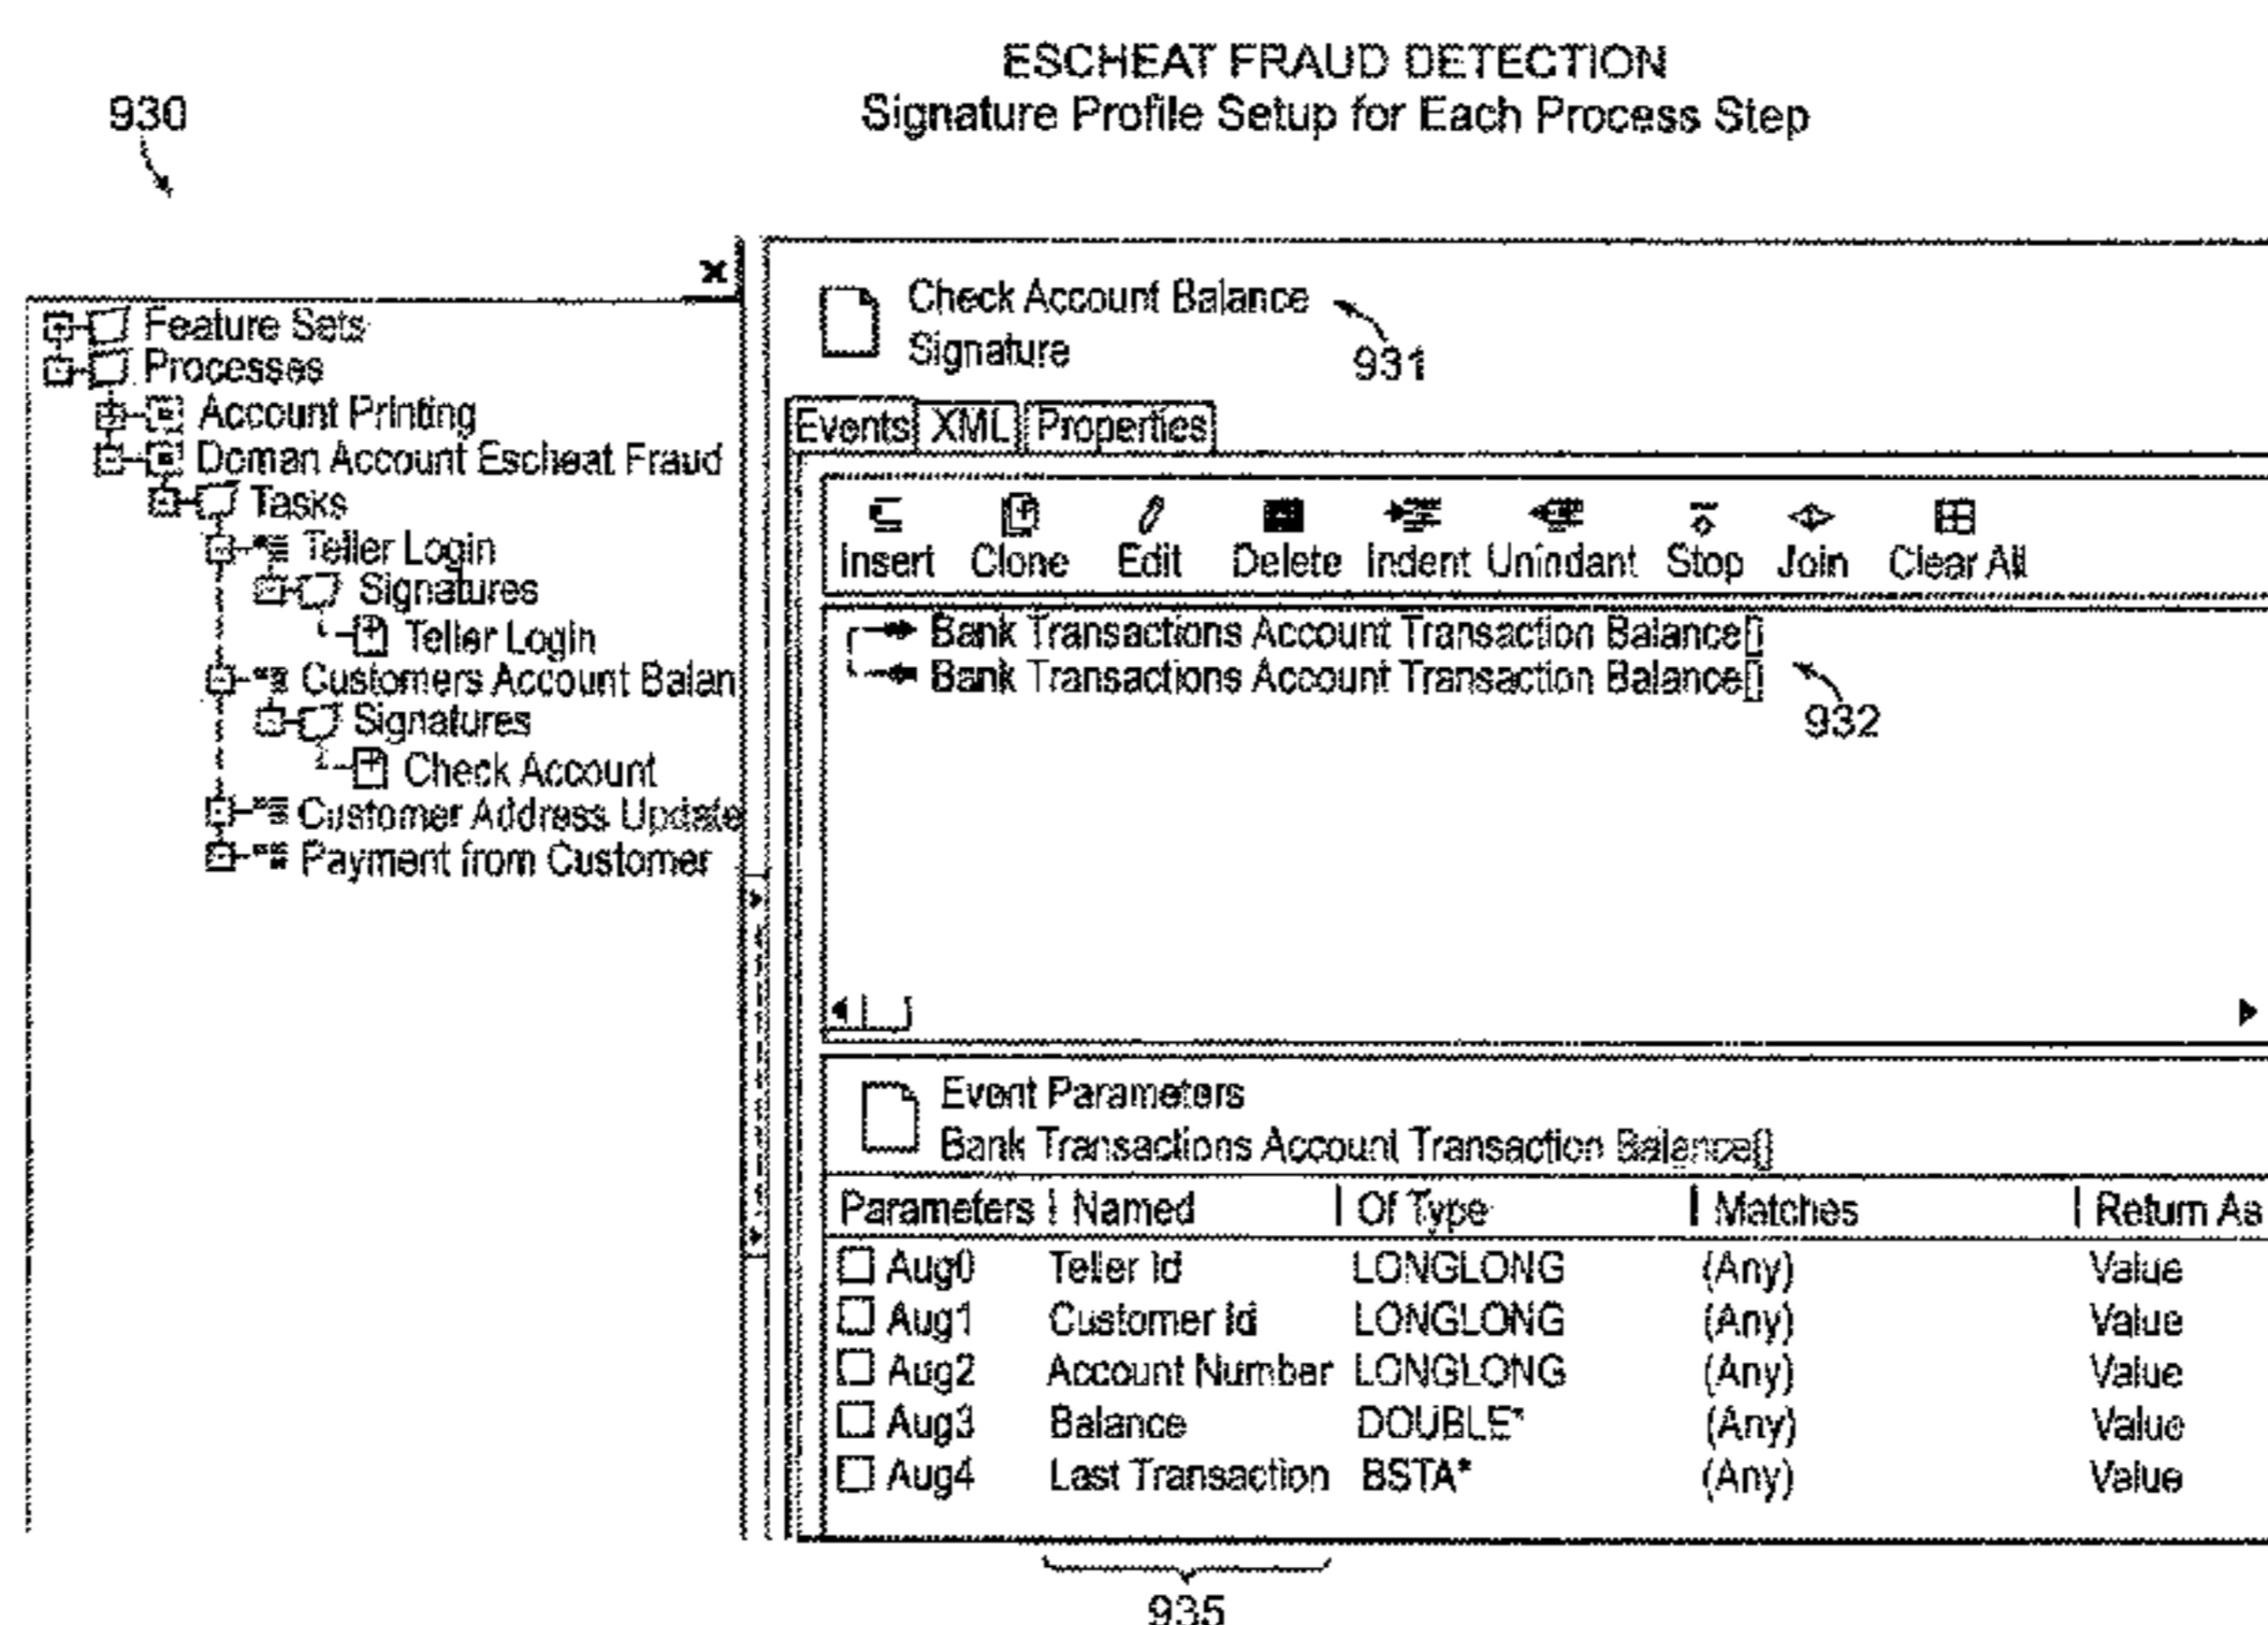 ESCHEAT FRAUD DETECTION
Signature Profile Setup for Each Process Step
930
Feature Sets
Processes
Account Printing
Doman Account Escheat Fraud
Tasks
Teller Login
Signatures
Teller Login
Customers Account Balan
Signatures
Check Account
Customer Address Update
Payment from Customer
Check Account Balance
Signature
931
Events XML Properties
Insert Clone Edit Delete Indent Unindant Stop Join Clear All
Bank Transactions Account Transaction Balance[]
Bank Transactions Account Transaction Balance[]
932
Event Parameters
Bank Transactions Account Transaction Balance[]
Parameters | Named | Of Type | Matches | Return As
Aug0 Teller Id LONGLONG (Any) Value
Aug1 Customer Id LONGLONG (Any) Value
Aug2 Account Number LONGLONG (Any) Value
Aug3 Balance DOUBLE* (Any) Value
Aug4 Last Transaction BSTA* (Any) Value
935